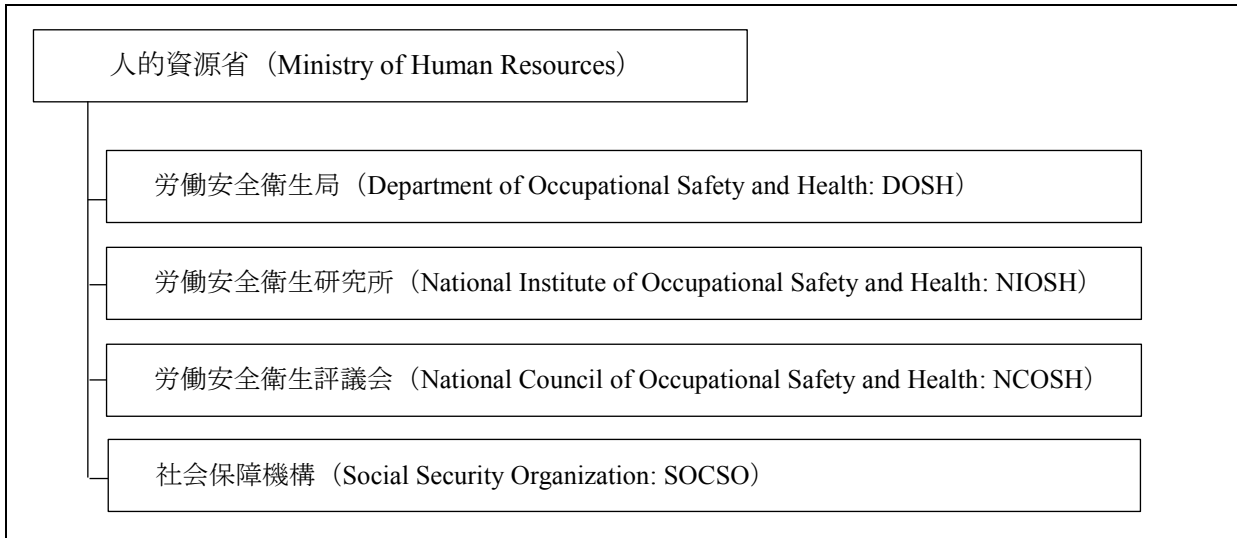 人的資源省（Ministry of Human Resources）
労働安全衛生局（Department of Occupational Safety and Health: DOSH）
労働安全衛生研究所（National Institute of Occupational Safety and Health: NIOSH）
労働安全衛生評議会（National Council of Occupational Safety and Health: NCOSH）
社会保障機構（Social Security Organization: SOCSO）